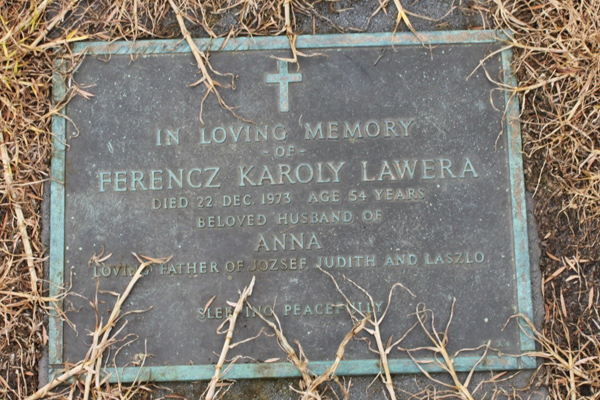 IN LOVING MEMORY
- OF -
FERENCZ KAROLY LAWERA
DIED 22. DEC. 1973 AGE 54 YEARS
BELOVED HUSBAND OF
ANNA
LOVING FATHER OF JOZSEF, JUDITH AND LASZLO.
SLEEPING PEACEFULLY